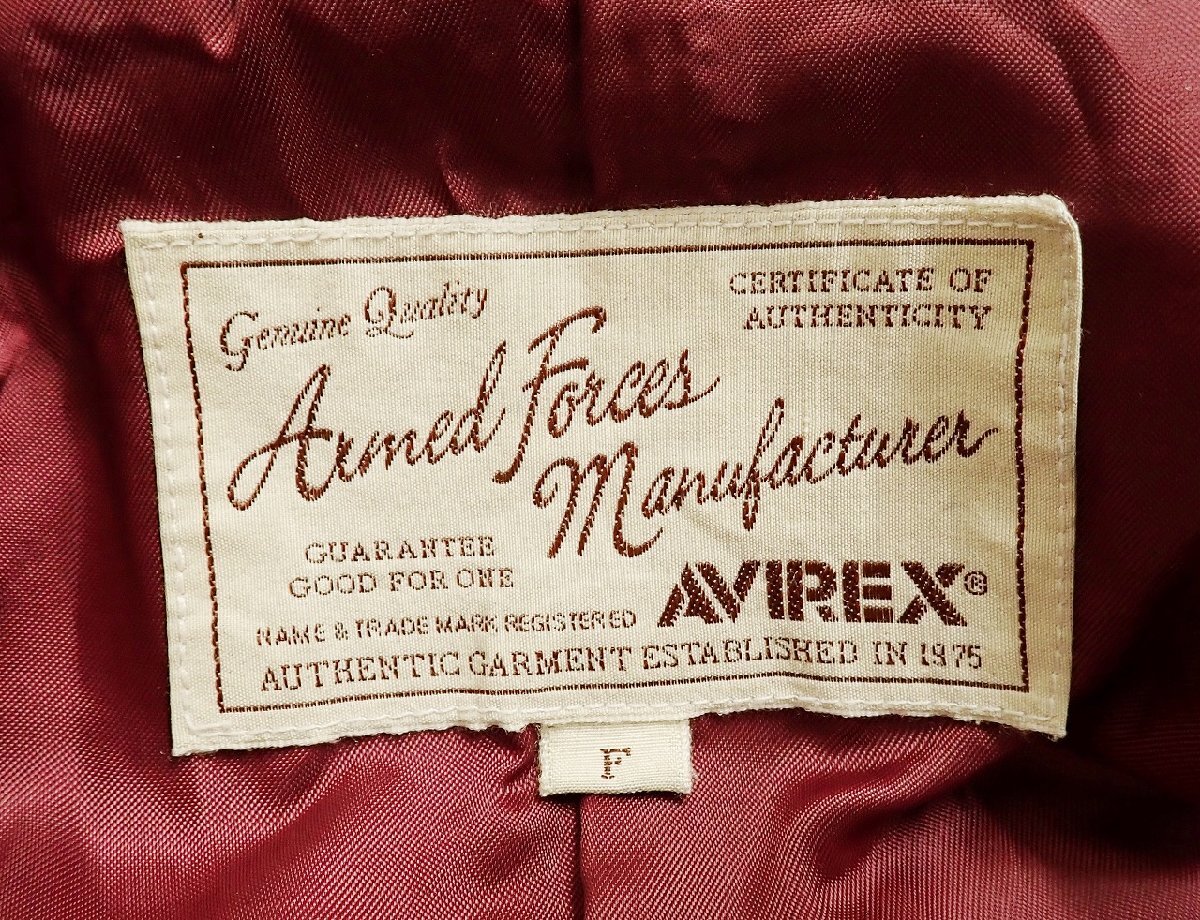 Genuine Quality
CERTIFICATE OF
AUTHENTICITY
Armed Forces
Manufacturer
GUARANTEE
GOOD FOR ONE
NAME & TRADE MARK REGISTERED
AVIREX®
AUTHENTIC GARMENT ESTABLISHED IN 1975
F